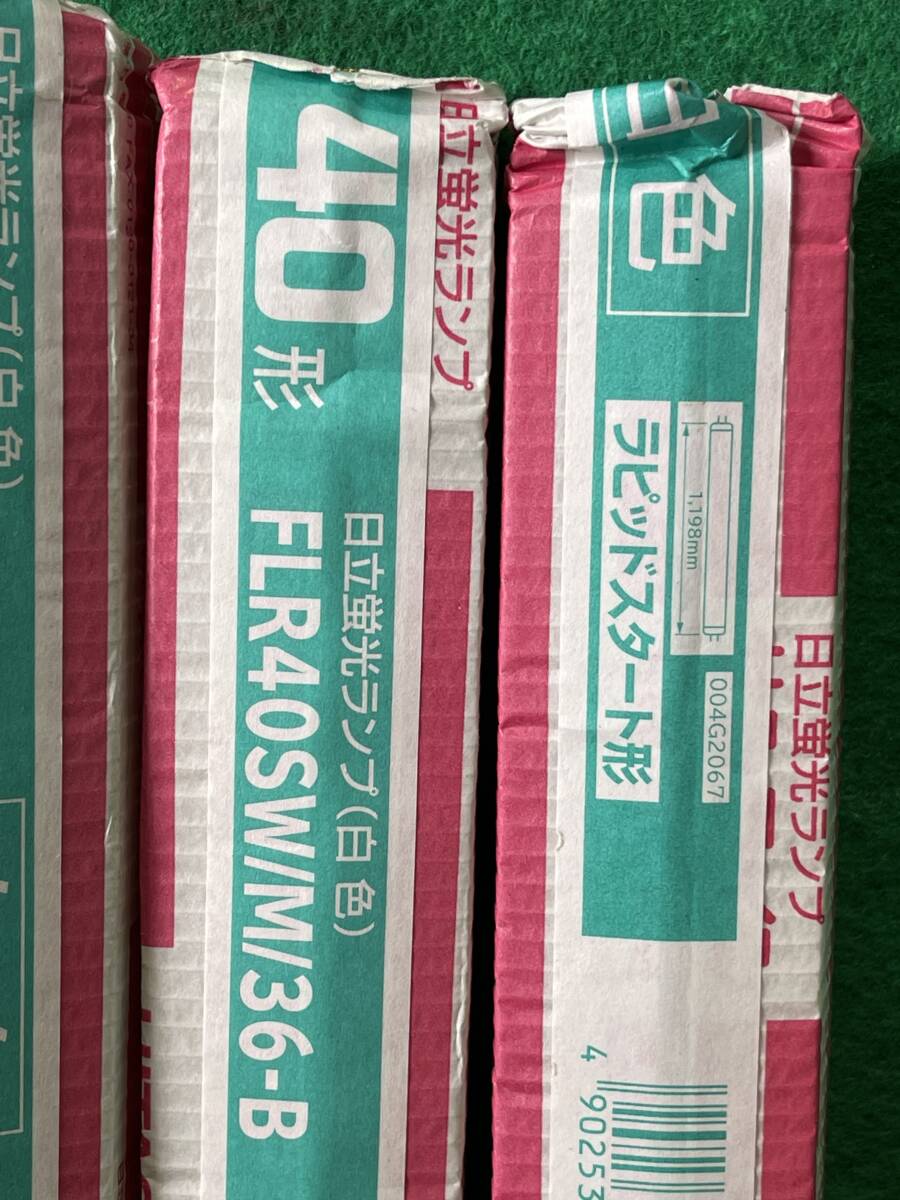 日立蛍光ランプ(白 色)
40形
日立蛍光ランプ(白 色)
FLR40SW/M/36-B
日立蛍光ランプ
色
1,198mm
ラピッドスタート形
004G2067
4 90253
日立蛍光ランプ